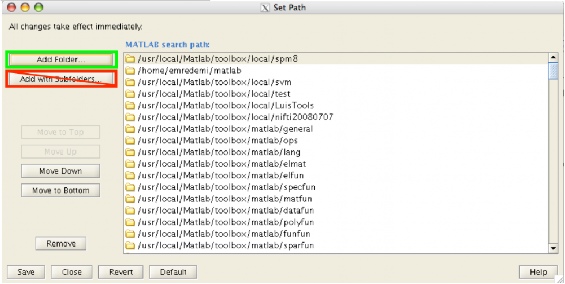 Set Path
All changes take effect immediately.
MATLAB search path:
Add Folder...
Add with Subfolders...
Move to Top
Move Up
Move Down
Move to Bottom
Remove
/usr/local/Matlab/toolbox/local/spm8
/home/emredemi/matlab
/usr/local/Matlab/toolbox/local/svm
/usr/local/Matlab/toolbox/local/test
/usr/local/Matlab/toolbox/LuisTools
/usr/local/Matlab/toolbox/local/nifti20080707
/usr/local/Matlab/toolbox/matlab/general
/usr/local/Matlab/toolbox/matlab/ops
/usr/local/Matlab/toolbox/matlab/lang
/usr/local/Matlab/toolbox/matlab/elmat
/usr/local/Matlab/toolbox/matlab/elfun
/usr/local/Matlab/toolbox/matlab/specfun
/usr/local/Matlab/toolbox/matlab/matfun
/usr/local/Matlab/toolbox/matlab/datafun
/usr/local/Matlab/toolbox/matlab/polyfun
/usr/local/Matlab/toolbox/matlab/funfun
/usr/local/Matlab/toolbox/matlab/sparfun
Save
Close
Revert
Default
Help